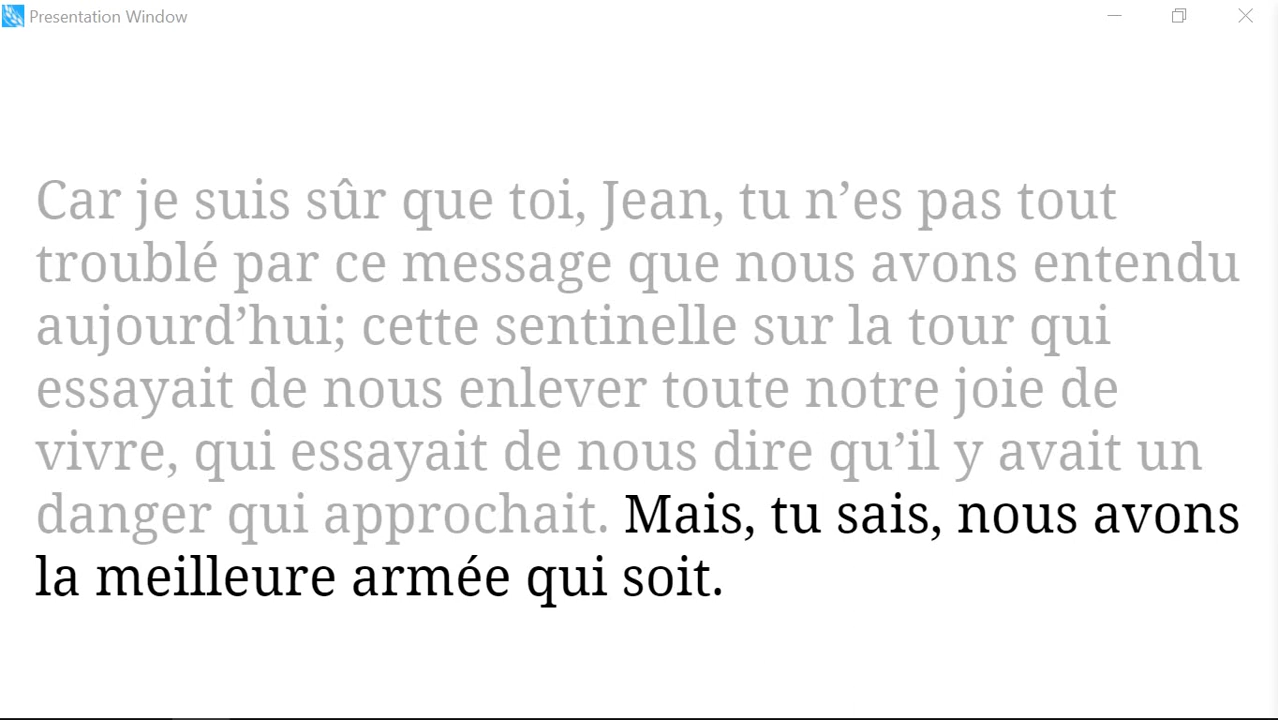 Presentation Window
Car je suis sûr que toi, Jean, tu n’es pas tout
troublé par ce message que nous avons entendu
aujourd’hui; cette sentinelle sur la tour qui
essayait de nous enlever toute notre joie de
vivre, qui essayait de nous dire qu’il y avait un
danger qui approchait. Mais, tu sais, nous avons
la meilleure armée qui soit.